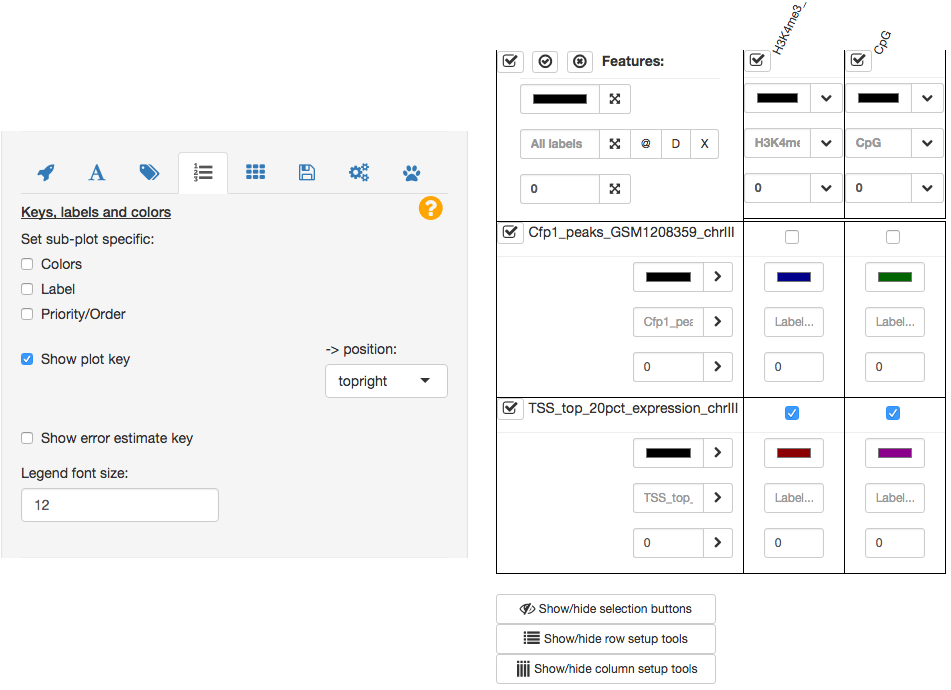 Keys, labels and colors
?
Set sub-plot specific:
Colors
Label
Priority/Order
Show plot key
-> position:
topright
Show error estimate key
Legend font size:
12
H3K4me3_
CpG
Features:
All labels
@
D
X
H3K4me
CpG
0
0
0
Cfp1_peaks_GSM1208359_chrIII
Cfp1_pea
Label...
Label...
0
0
0
TSS_top_20pct_expression_chrIII
TSS_top_
Label...
Label...
0
0
0
Show/hide selection buttons
Show/hide row setup tools
Show/hide column setup tools